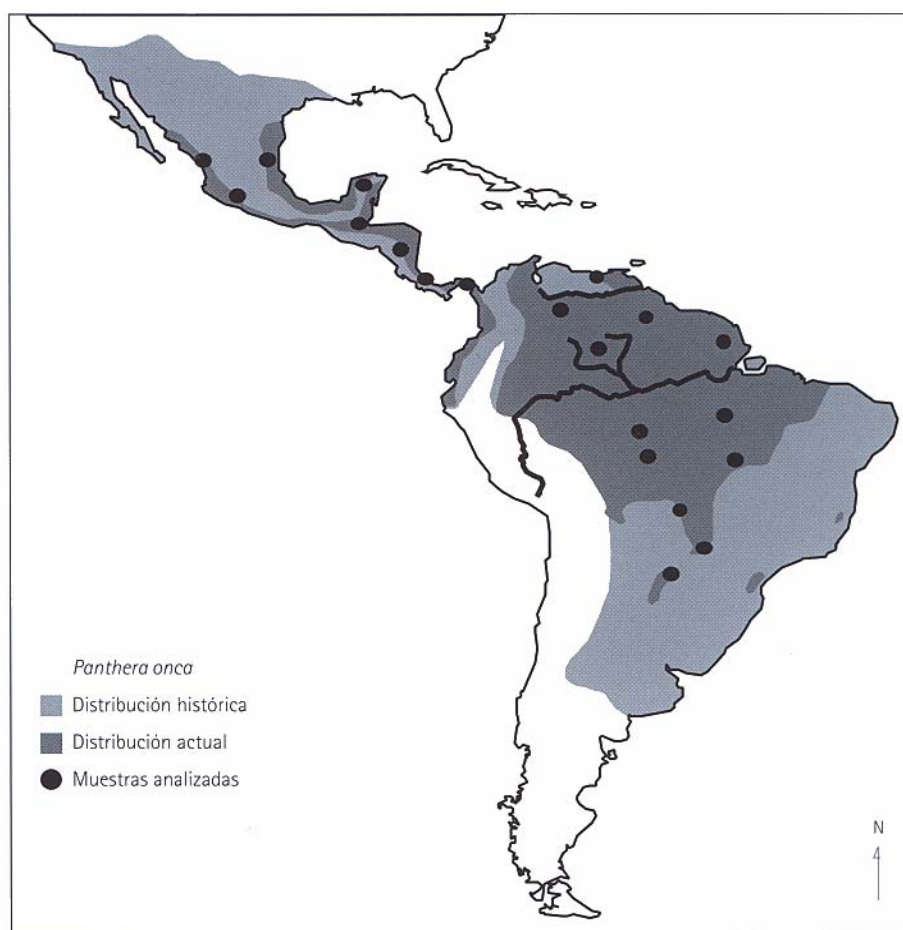 Panthera onca
Distribución histórica
Distribución actual
Muestras analizadas
N